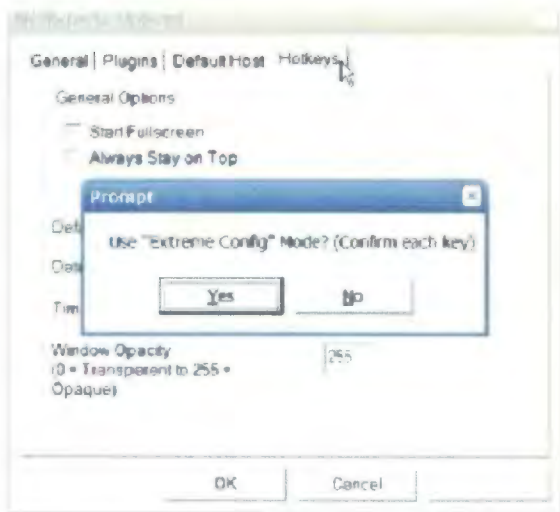 General | Plugins | Default Host Hotkeys
General Options
Start Fullscreen
Always Stay on Top
Prompt
Use "Extreme Config" Mode? (Confirm each key)
Yes No
Window Opacity
(0 = Transparent to 255 =
Opaque)
255
OK Cancel